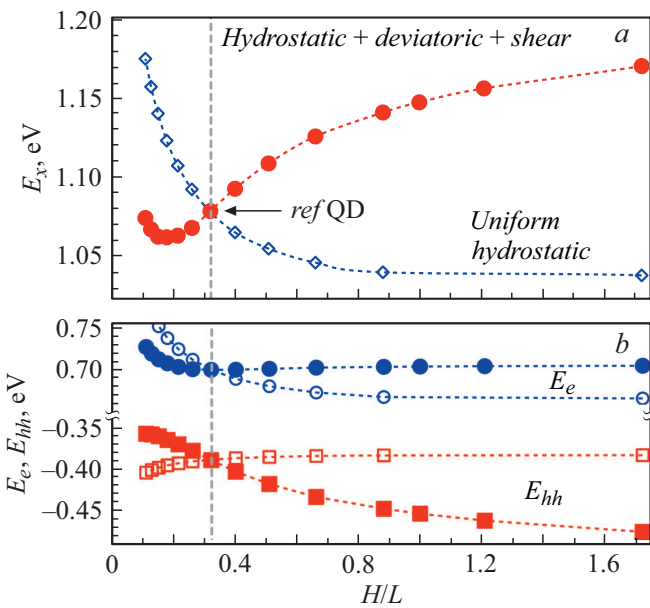 1.20
1.15
1.10
1.05
E_x, eV
Hydrostatic + deviatoric + shear
a
ref QD
Uniform
hydrostatic
0.75
0.70
−0.35
−0.40
−0.45
E_e, E_hh, eV
b
E_e
E_hh
0
0.4
0.8
1.2
1.6
H/L